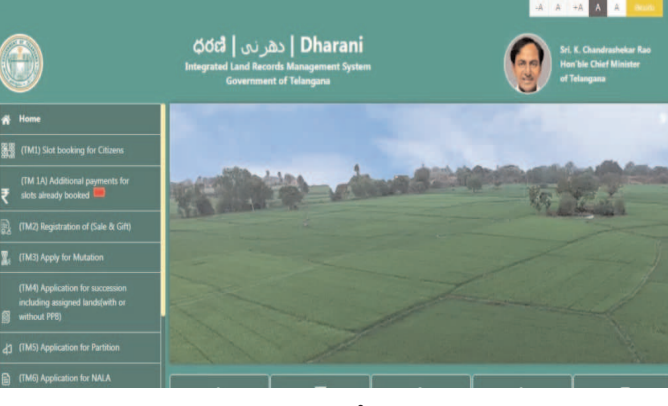 -A A +A A A
ధరణి | دھرنی | Dharani
Integrated Land Records Management System
Government of Telangana
Sri. K. Chandrashekar Rao
Hon'ble Chief Minister
of Telangana
Home
(TM1) Slot booking for Citizens
(TM 1A) Additional payments for
slots already booked
(TM2) Registration of (Sale & Gift)
(TM3) Apply for Mutation
(TM4) Application for succession
including assigned lands(with or
without PPB)
(TM5) Application for Partition
(TM6) Application for NALA